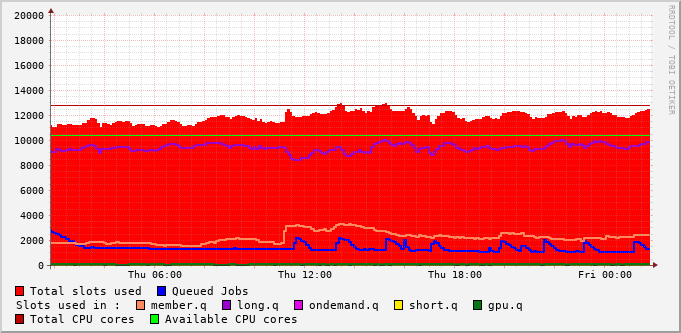 RRDTOOL / TOBI OETIKER
20000
18000
16000
14000
12000
10000
8000
6000
4000
2000
0
Thu 06:00 Thu 12:00 Thu 18:00 Fri 00:00
Total slots used Queued Jobs
Slots used in : member.q long.q ondemand.q short.q gpu.q
Total CPU cores Available CPU cores